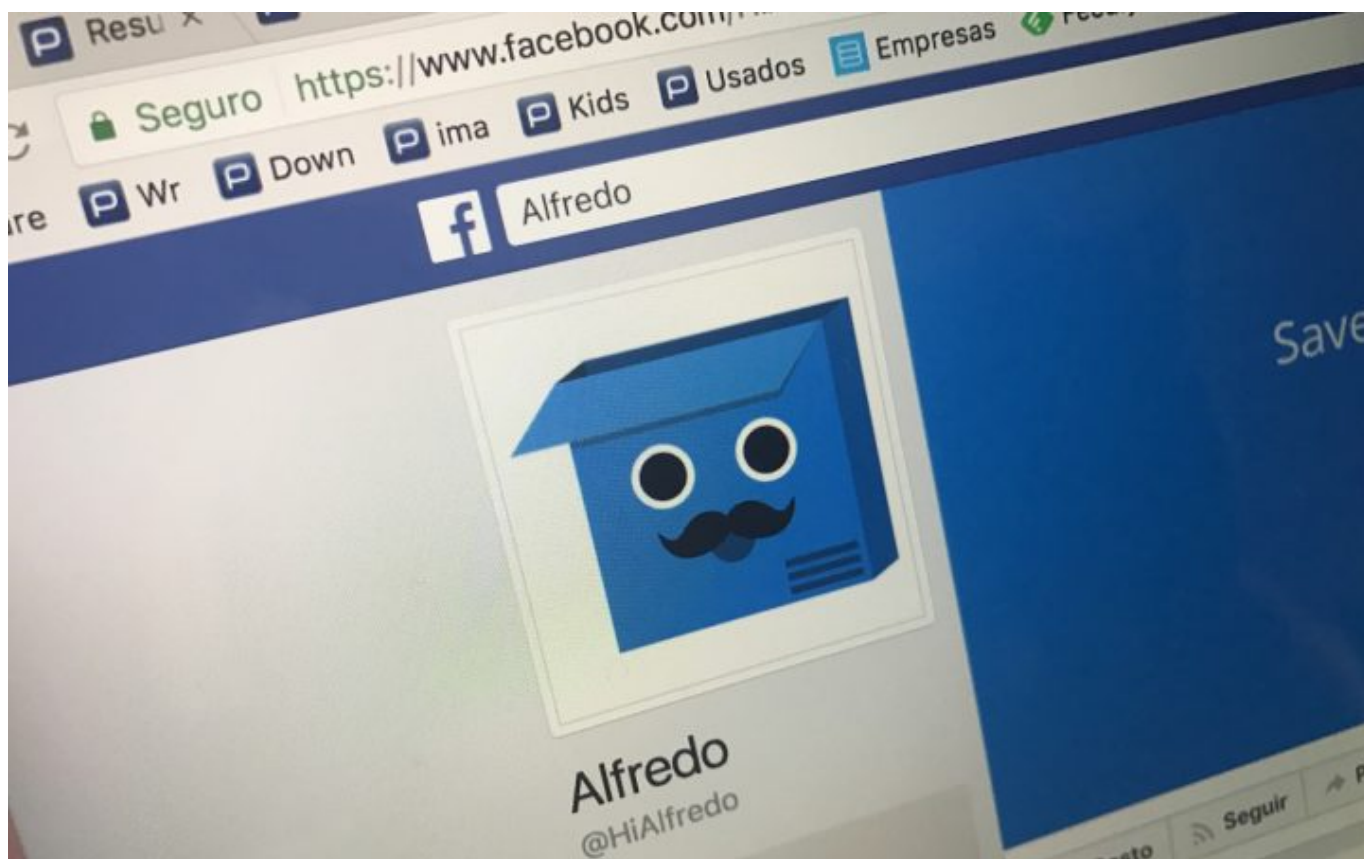 Resu
Seguro https://www.facebook.com/
re Wr Down ima Kids Usados Empresas
Alfredo
Save
Alfredo
@HiAlfredo
Seguir